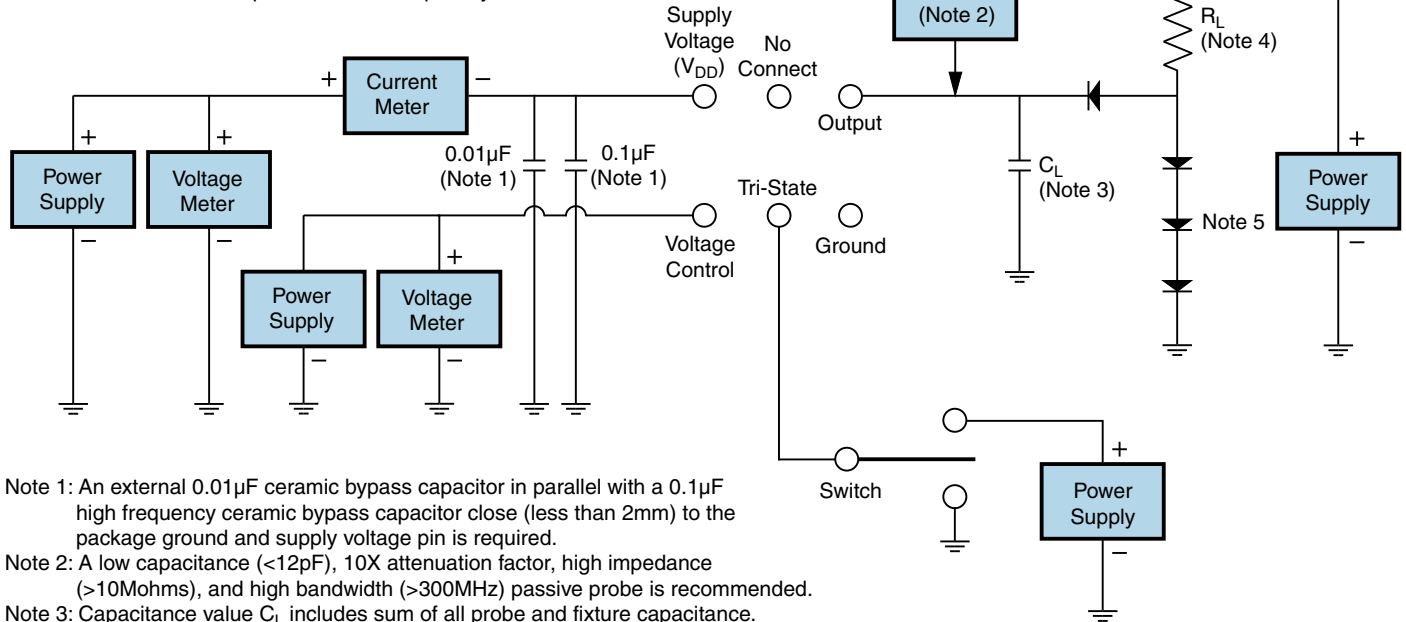 (Note 2)
Supply
Voltage
(V_DD)
No
Connect
R_L
(Note 4)
+
Current
Meter
−
Output
+
Power
Supply
−
+
Voltage
Meter
−
0.01µF
(Note 1)
0.1µF
(Note 1)
C_L
(Note 3)
+
Power
Supply
−
Tri-State
Note 5
Voltage
Control
Ground
Power
Supply
−
+
Voltage
Meter
−
Switch
+
Power
Supply
−
Note 1: An external 0.01µF ceramic bypass capacitor in parallel with a 0.1µF
high frequency ceramic bypass capacitor close (less than 2mm) to the
package ground and supply voltage pin is required.
Note 2: A low capacitance (<12pF), 10X attenuation factor, high impedance
(>10Mohms), and high bandwidth (>300MHz) passive probe is recommended.
Note 3: Capacitance value C_L includes sum of all probe and fixture capacitance.